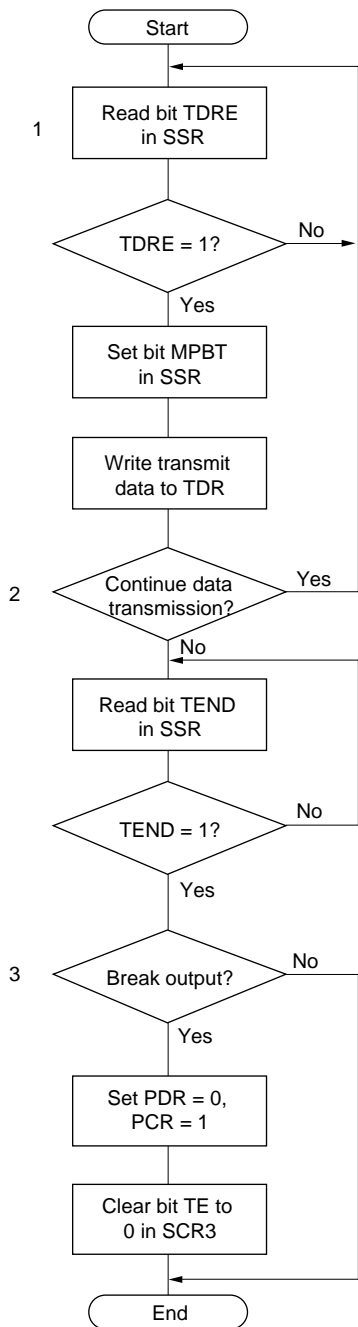 Start
1
Read bit TDRE
in SSR
TDRE = 1?
No
Yes
Set bit MPBT
in SSR
Write transmit
data to TDR
2
Continue data
transmission?
Yes
No
Read bit TEND
in SSR
TEND = 1?
No
Yes
3
Break output?
No
Yes
Set PDR = 0,
PCR = 1
Clear bit TE to
0 in SCR3
End